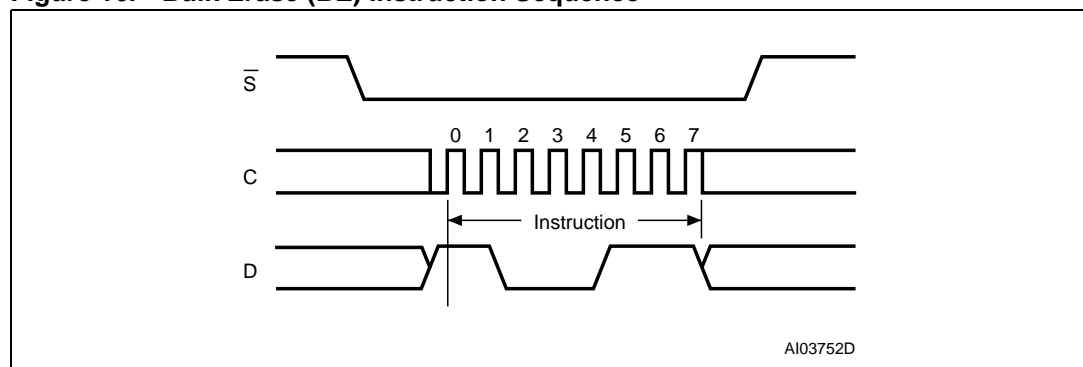 Figure 16. Bulk Erase (BE) Instruction Sequence
S
0 1 2 3 4 5 6 7
C
Instruction
D
AI03752D